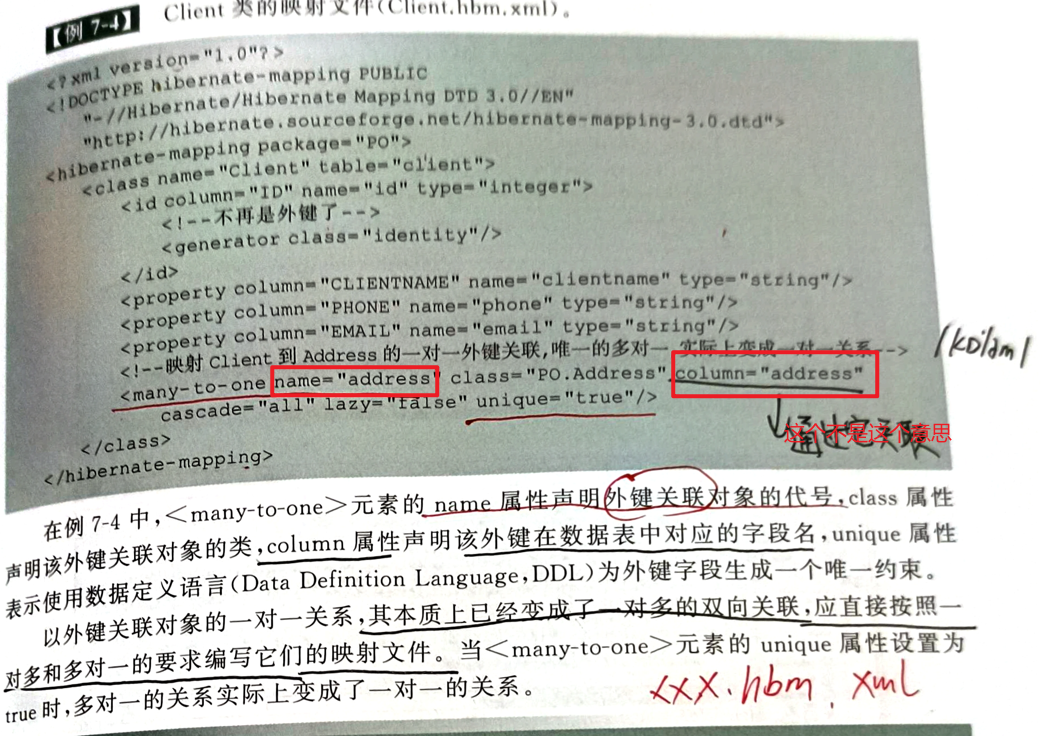 【例 7-4】 Client 类的映射文件(Client.hbm.xml)。
<?xml version="1.0"?>
<!DOCTYPE hibernate-mapping PUBLIC
"-//Hibernate/Hibernate Mapping DTD 3.0//EN"
"http://hibernate.sourceforge.net/hibernate-mapping-3.0.dtd">
<hibernate-mapping package="PO">
<class name="Client" table="client">
<id column="ID" name="id" type="integer">
<!--不再是外键了-->
<generator class="identity"/>
</id>
<property column="CLIENTNAME" name="clientname" type="string"/>
<property column="PHONE" name="phone" type="string"/>
<property column="EMAIL" name="email" type="string"/>
<!--映射 Client 到 Address 的一对一外键关联,唯一的多对一 实际上变成一对一关系-->
<many-to-one name="address" class="PO.Address" column="address"
cascade="all" lazy="false" unique="true"/>
通过它关联
这个不是这个意思
</class>
</hibernate-mapping>
在例 7-4 中,<many-to-one>元素的 name 属性声明外键关联对象的代号,class 属性
声明该外键关联对象的类,column 属性声明该外键在数据表中对应的字段名,unique 属性
表示使用数据定义语言(Data Definition Language,DDL)为外键字段生成一个唯一约束。
以外键关联对象的一对一关系,其本质上已经变成了一对多的双向关联,应直接按照一
对多和多对一的要求编写它们的映射文件。当<many-to-one>元素的 unique 属性设置为
true 时,多对一的关系实际上变成了一对一的关系。
xxx.hbm.xml